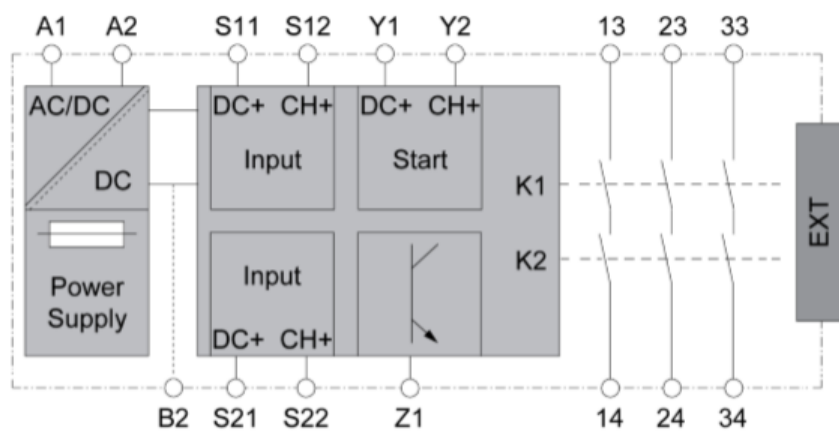 A1 A2 S11 S12 Y1 Y2 13 23 33
AC/DC DC+ CH+ DC+ CH+
Input Start
DC K1
EXT
K2
Input
Power
Supply
DC+ CH+
B2 S21 S22 Z1 14 24 34